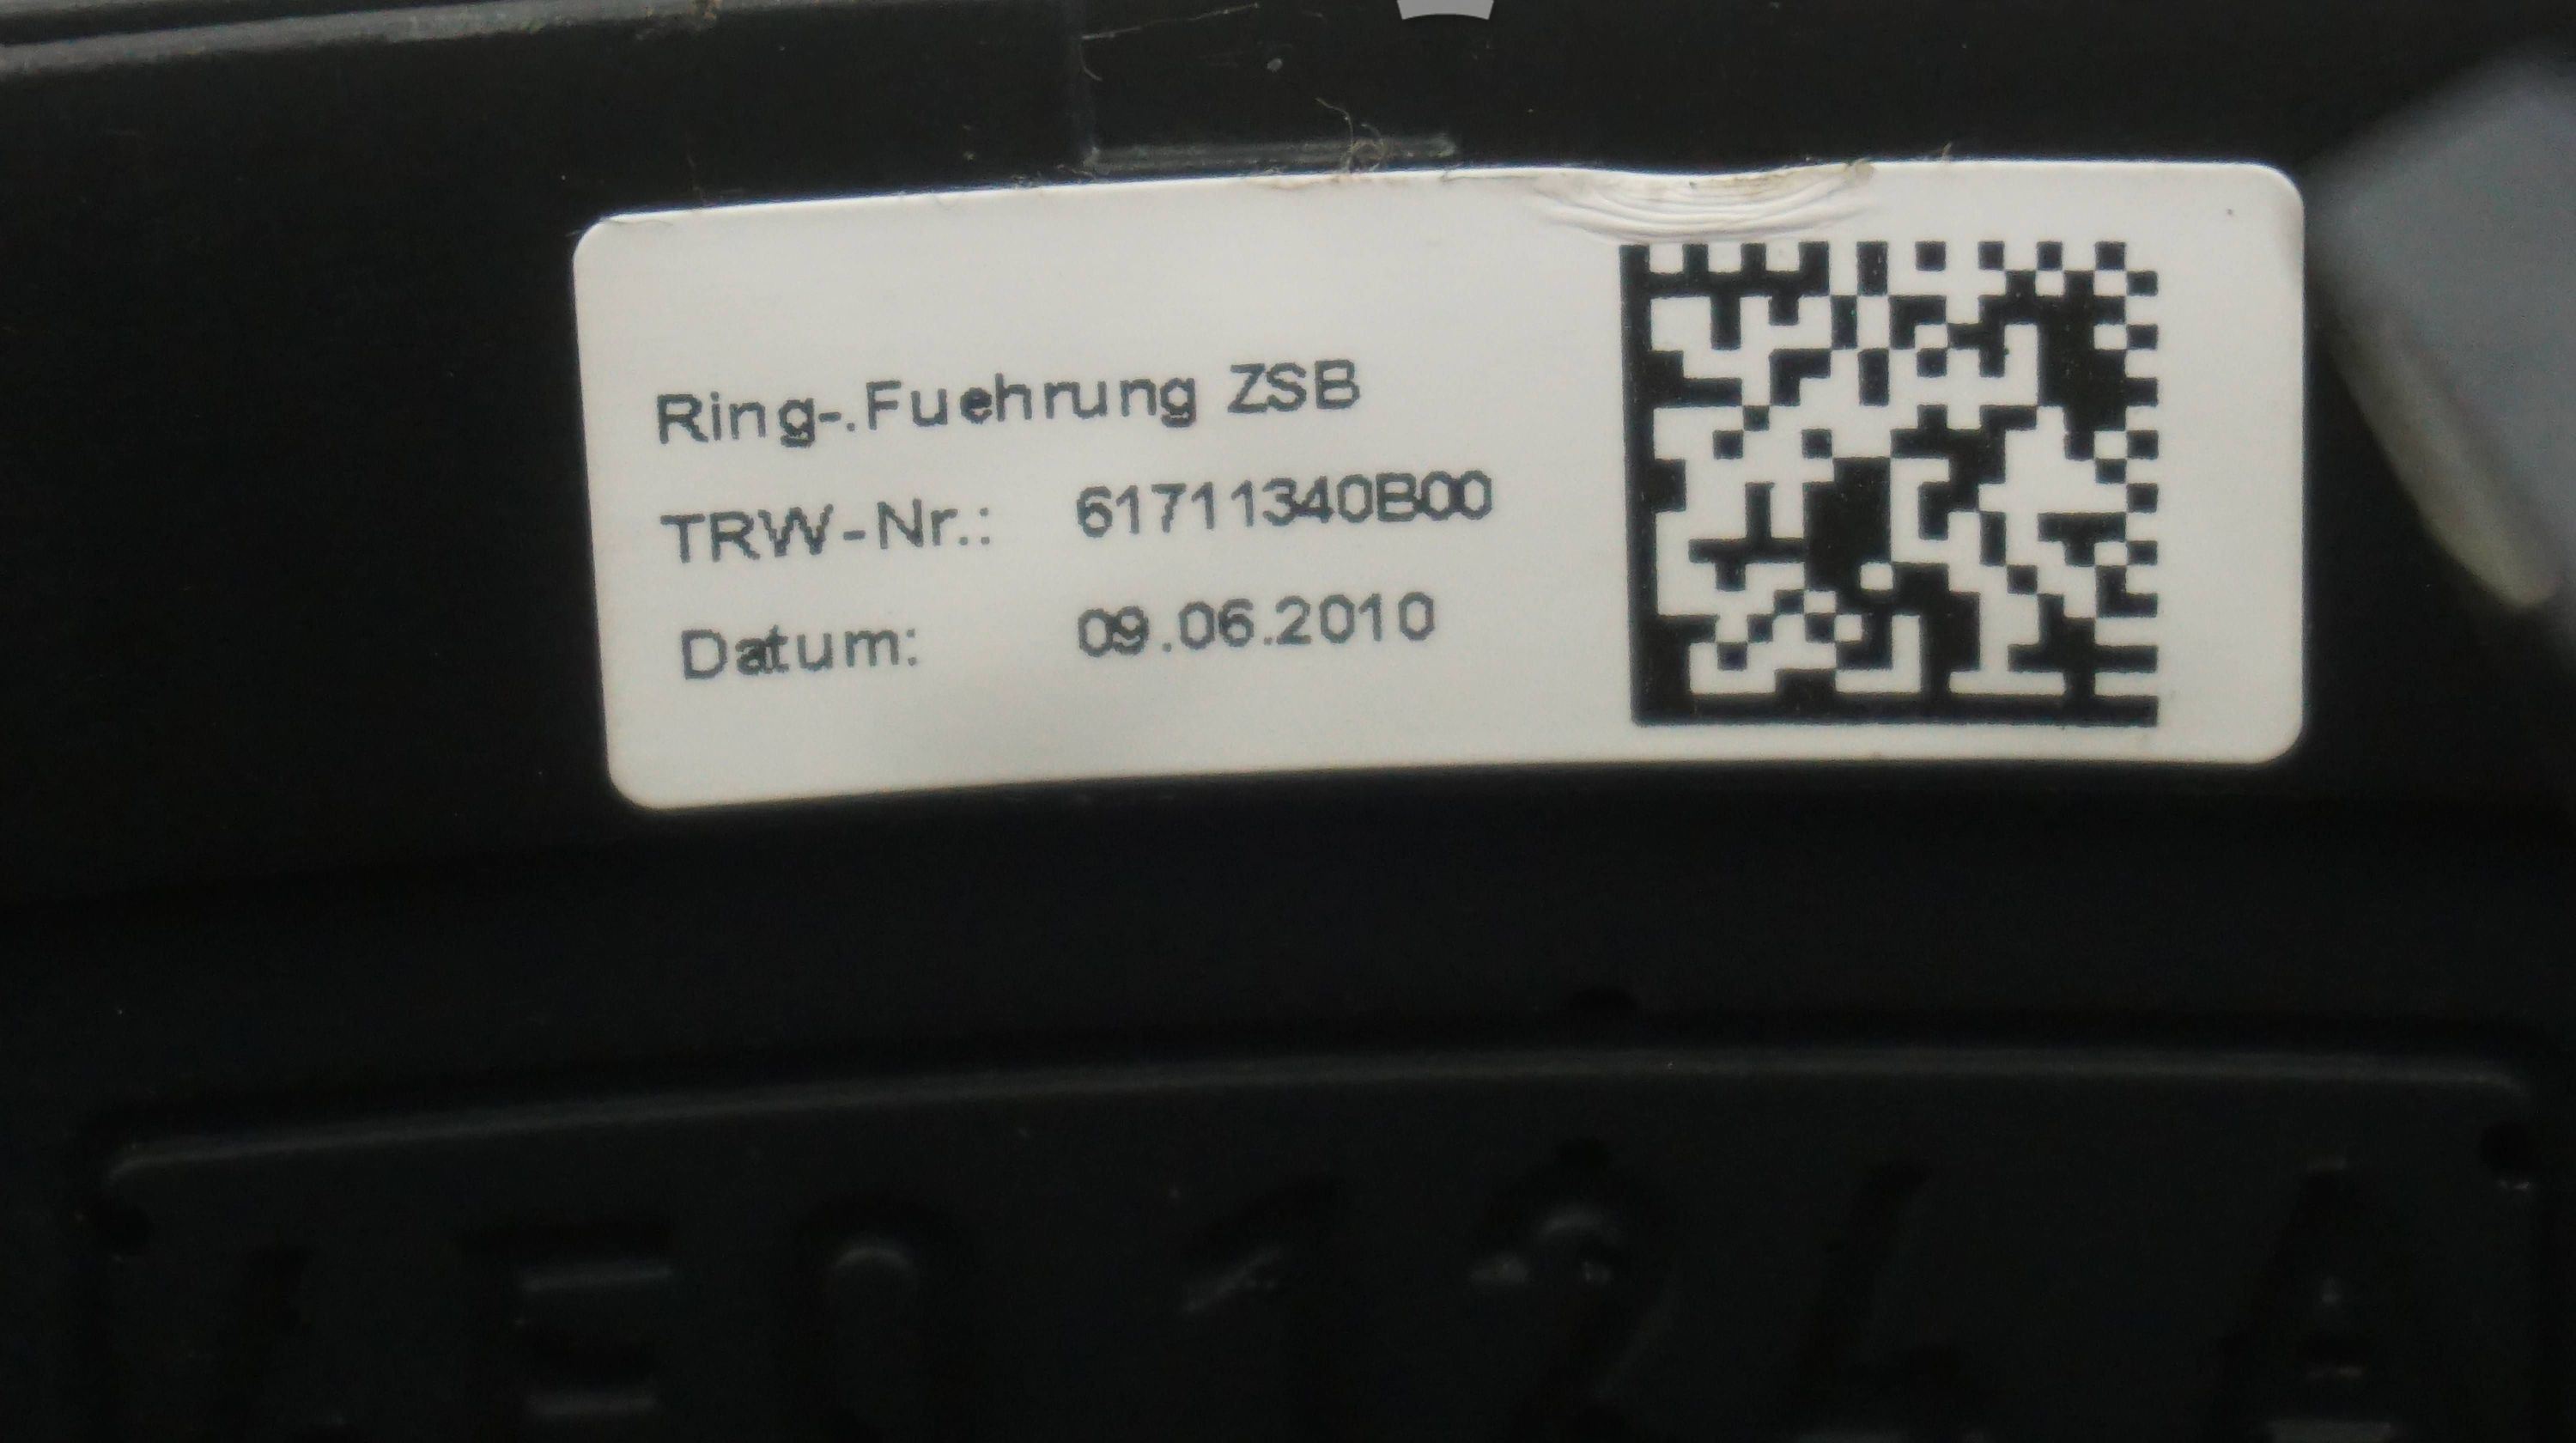 Ring-.Fuehrung ZSB
TRW-Nr.: 61711340B00
Datum: 09.06.2010